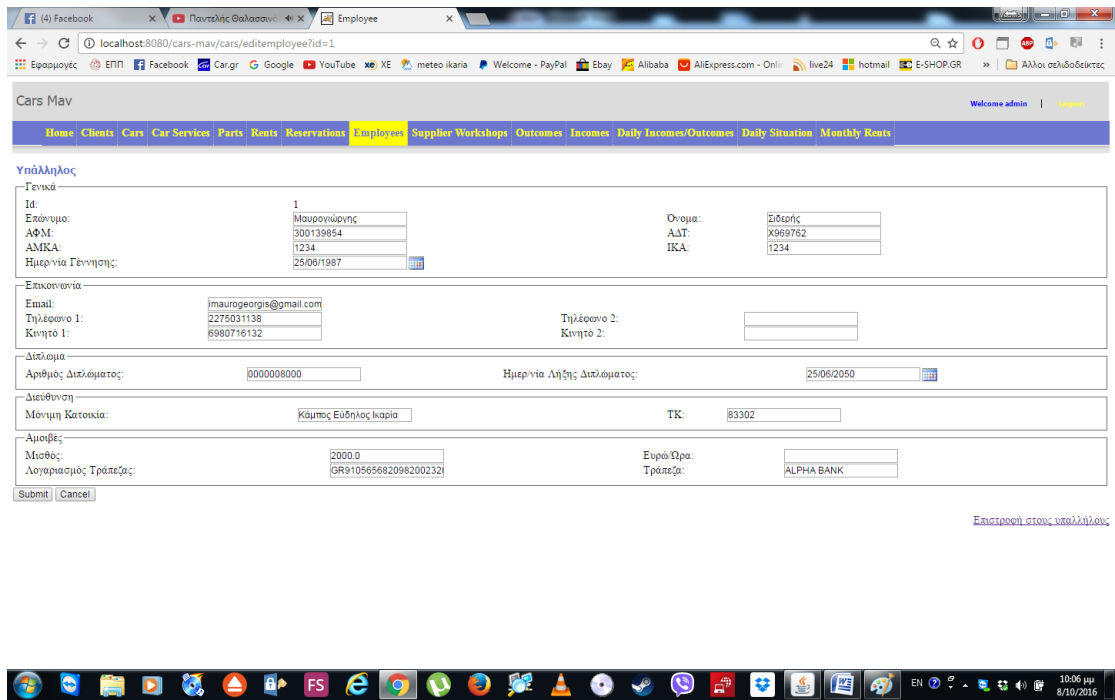 (4) Facebook
Παντελής Θαλασσινό
Employee
localhost:8080/cars-mav/cars/editemployee?id=1
Εφαρμογές ΕΠΠ Facebook Car.gr Google YouTube XE meteo ikaria Welcome - PayPal Ebay Alibaba AliExpress.com - Onlin live24 hotmail E-SHOP.GR » Άλλοι σελιδοδείκτες
Cars Mav
Welcome admin | Logout
Home Clients Cars Car Services Parts Rents Reservations Employees Supplier Workshops Outcomes Incomes Daily Incomes/Outcomes Daily Situation Monthly Rents
Υπάλληλος
Γενικά
Id: 1
Επώνυμο: Μαυρογιώργης Όνομα: Σιδερής
ΑΦΜ: 300139854 ΑΔΤ: X969762
ΑΜΚΑ: 1234 ΙΚΑ: 1234
Ημερ/νία Γέννησης: 25/06/1987
Επικοινωνία
Email: imaurogeorgis@gmail.com
Τηλέφωνο 1: 2275031138 Τηλέφωνο 2:
Κινητό 1: 6980716132 Κινητό 2:
Δίπλωμα
Αριθμός Διπλώματος: 0000008000 Ημερ/νία Λήξης Διπλώματος: 25/06/2050
Διευθυνση
Μόνιμη Κατοικία: Κάμπος Εύδηλος Ικαρία ΤΚ: 83302
Αμοιβές
Μισθός: 2000.0 Ευρώ/Ώρα:
Λογαριασμός Τράπεζας: GR910565682098200232 Τράπεζα: ALPHA BANK
Submit Cancel
Επιστροφή στους υπαλλήλους
EN 10:06 μμ
8/10/2016